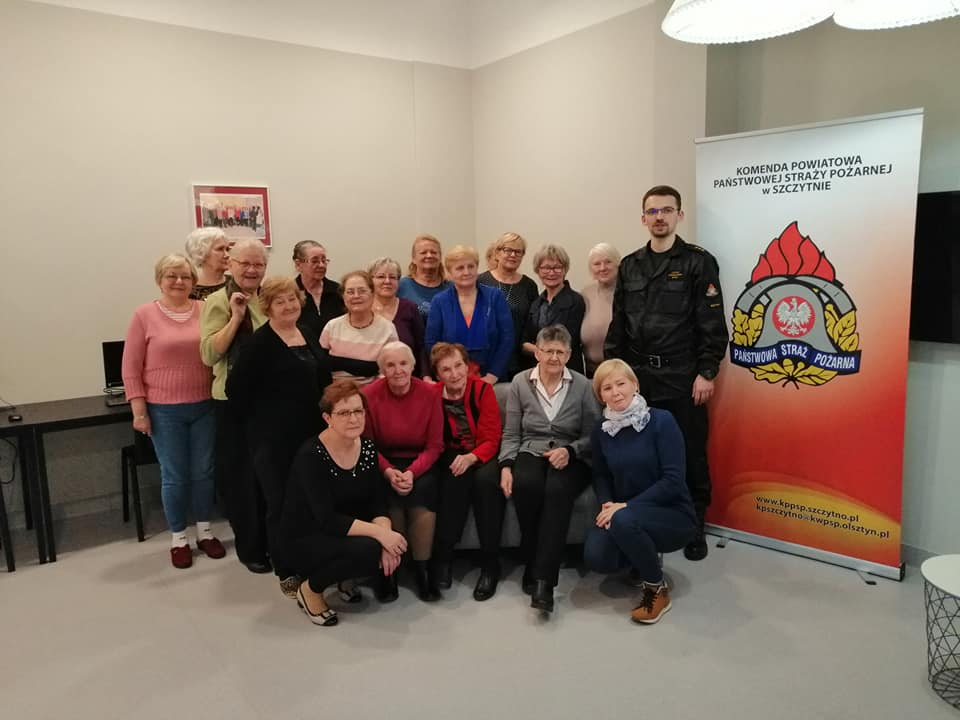 KOMENDA POWIATOWA
PAŃSTWOWEJ STRAŻY POŻARNEJ
w SZCZYTNIE
PAŃSTWOWA STRAŻ POŻARNA
www.kppsp.szczytno.pl
kpszczytno@kwpsp.olsztyn.pl